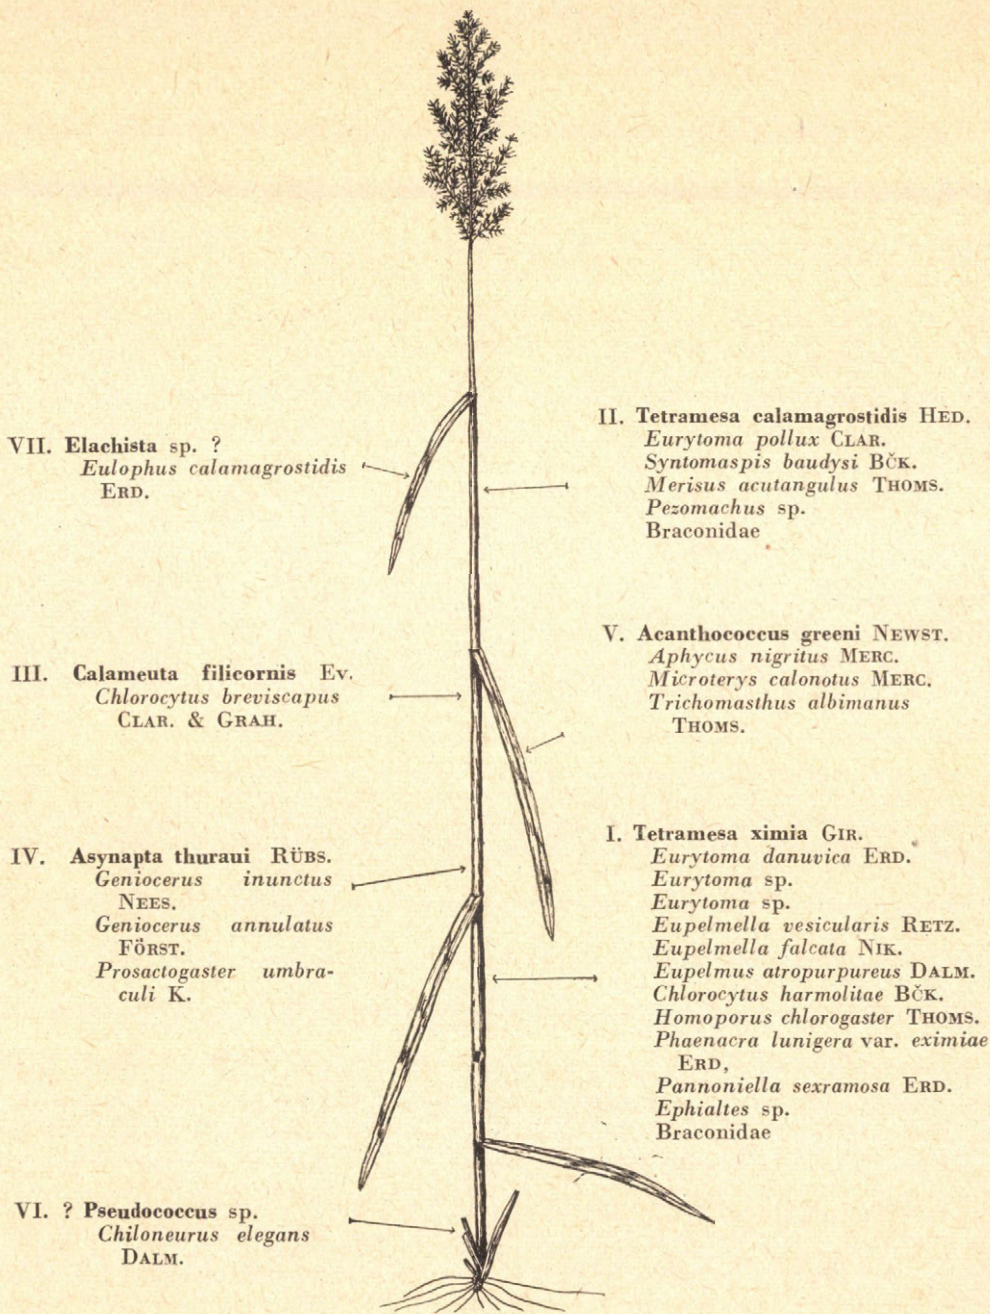 VII. Elachista sp. ?
Eulophus calamagrostidis
ERD.
III. Calameuta filicornis EV.
Chlorocytus breviscapus
CLAR. & GRAH.
IV. Asynapta thuraui RÜBS.
Geniocerus inunctus
NEES.
Geniocerus annulatus
FÖRST.
Prosactogaster umbra-
culi K.
VI. ? Pseudococcus sp.
Chiloneurus elegans
DALM.
II. Tetramesa calamagrostidis HED.
Eurytoma pollux CLAR.
Syntomaspis baudysi BČK.
Merisus acutangulus THOMS.
Pezomachus sp.
Braconidae
V. Acanthococcus greeni NEWST.
Aphycus nigritus MERC.
Microterys calonotus MERC.
Trichomasthus albimanus
THOMS.
I. Tetramesa ximia GIR.
Eurytoma danuvica ERD.
Eurytoma sp.
Eurytoma sp.
Eupelmella vesicularis RETZ.
Eupelmella falcata NIK.
Eupelmus atropurpureus DALM.
Chlorocytus harmolitae BČK.
Homoporus chlorogaster THOMS.
Phaenacra lunigera var. eximiae
ERD,
Pannoniella sexramosa ERD.
Ephialtes sp.
Braconidae